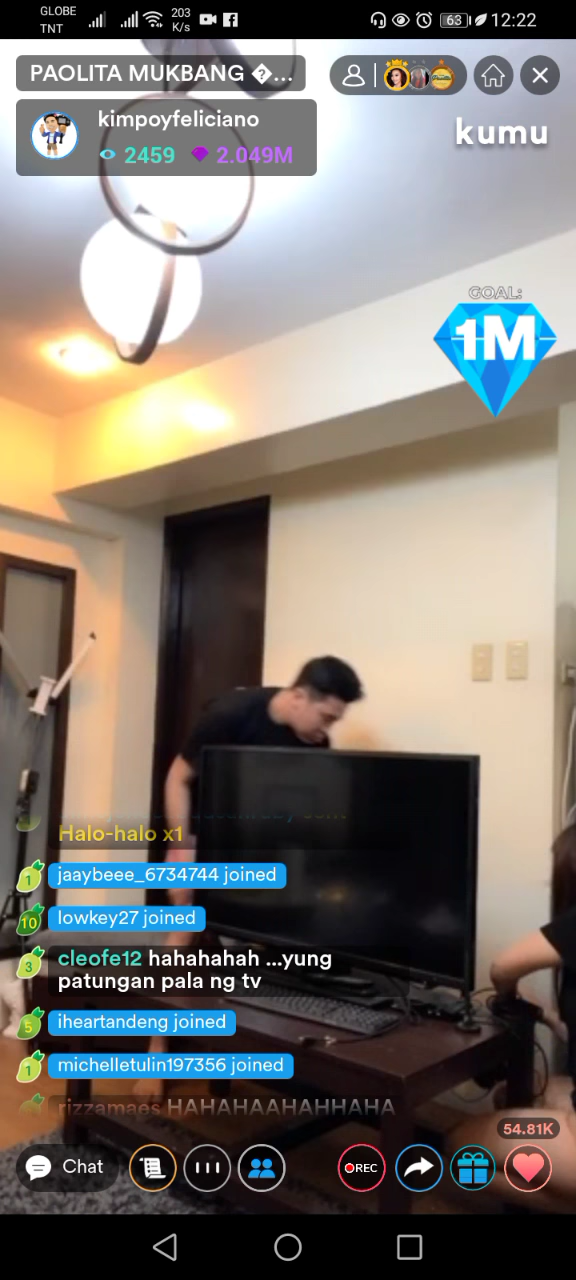 GLOBE
TNT
203
K/s
63
12:22
PAOLITA MUKBANG �...
kimpoyfeliciano
2459
2.049M
kumu
GOAL:
1M
Halo-halo x1
1
jaaybeee_6734744 joined
10
lowkey27 joined
3
cleofe12 hahahahah ...yung
patungan pala ng tv
5
iheartandeng joined
1
michelletulin197356 joined
rizzamaes HAHAHAAHAHHAHA
54.81K
Chat
REC